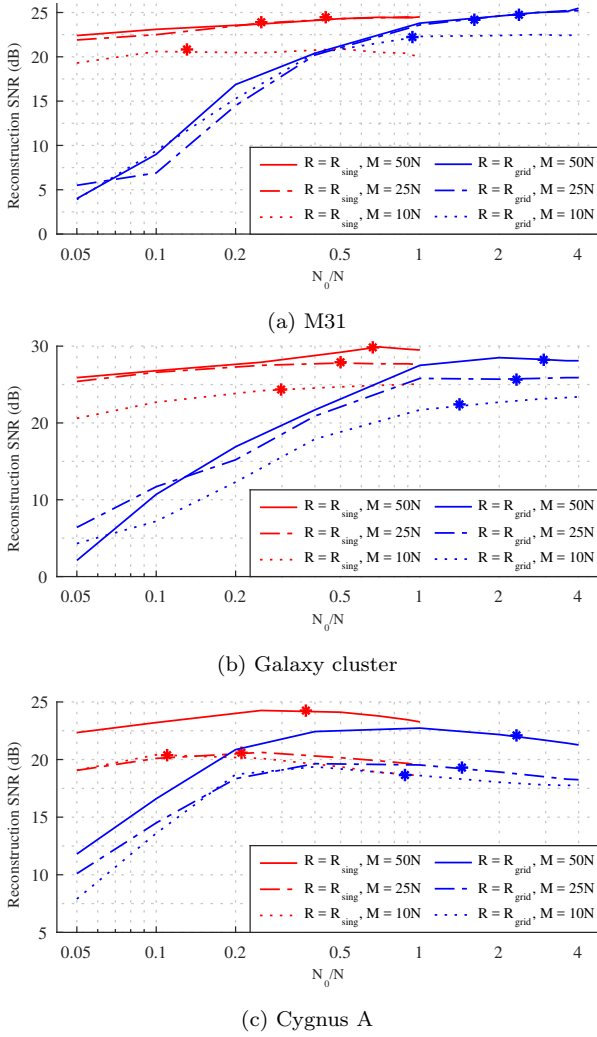 25
20
15
10
5
0
Reconstruction SNR (dB)
R = R_sing, M = 50N
R = R_sing, M = 25N
R = R_sing, M = 10N
R = R_grid, M = 50N
R = R_grid, M = 25N
R = R_grid, M = 10N
0.05 0.1 0.2 0.5 1 2 4
N_0/N
(a) M31
30
20
10
0
Reconstruction SNR (dB)
R = R_sing, M = 50N
R = R_sing, M = 25N
R = R_sing, M = 10N
R = R_grid, M = 50N
R = R_grid, M = 25N
R = R_grid, M = 10N
0.05 0.1 0.2 0.5 1 2 4
N_0/N
(b) Galaxy cluster
25
20
15
10
5
Reconstruction SNR (dB)
R = R_sing, M = 50N
R = R_sing, M = 25N
R = R_sing, M = 10N
R = R_grid, M = 50N
R = R_grid, M = 25N
R = R_grid, M = 10N
0.05 0.1 0.2 0.5 1 2 4
N_0/N
(c) Cygnus A